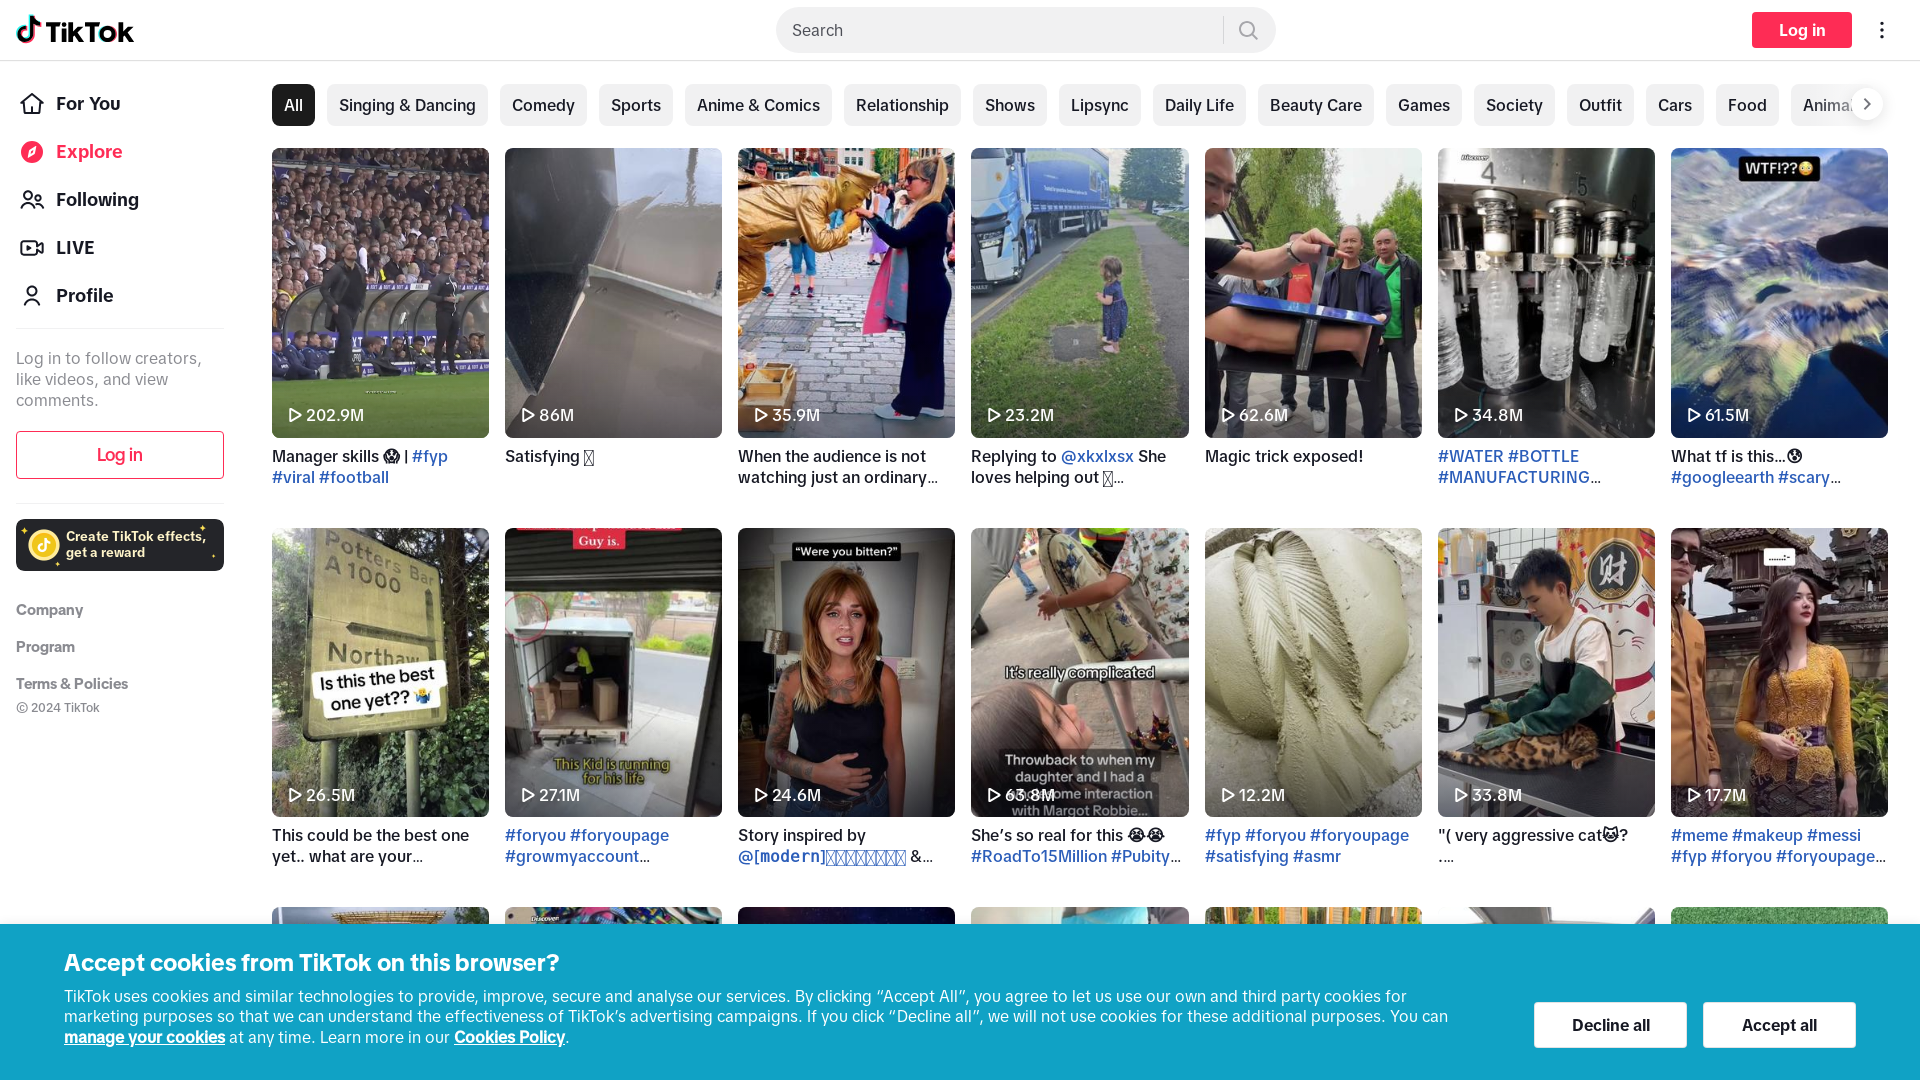 TikTok
Search
Log in
For You
Explore
Following
LIVE
Profile
Log in to follow creators,
like videos, and view
comments.
Log in
Create TikTok effects,
get a reward
Company
Program
Terms & Policies
© 2024 TikTok
All
Singing & Dancing
Comedy
Sports
Anime & Comics
Relationship
Shows
Lipsync
Daily Life
Beauty Care
Games
Society
Outfit
Cars
Food
202.9M
Manager skills 😱 | #fyp
#viral #football
86M
Satisfying
35.9M
When the audience is not
watching just an ordinary…
23.2M
Replying to @xkxlxsx She
loves helping out …
62.6M
Magic trick exposed!
Discover
4
5
34.8M
#WATER #BOTTLE
#MANUFACTURING…
WTF!??😳
61.5M
What tf is this…😰
#googleearth #scary…
Potters Bar
A1000
Is this the best
one yet?? 🤷‍♂️
26.5M
This could be the best one
yet.. what are your…
Guy is.
This Kid is running
for his life
27.1M
#foryou #foryoupage
#growmyaccount…
“Were you bitten?”
24.6M
Story inspired by
@[modern] &…
It’s really complicated
Throwback to when my
daughter and I had a
interaction
with Margot Robbie...
63.8M
She’s so real for this 😭😭
#RoadTo15Million #Pubity…
12.2M
#fyp #foryou #foryoupage
#satisfying #asmr
财
33.8M
"( very aggressive cat🐱?
.…
17.7M
#meme #makeup #messi
#fyp #foryou #foryoupage…
Discover
Accept cookies from TikTok on this browser?
TikTok uses cookies and similar technologies to provide, improve, secure and analyse our services. By clicking “Accept All”, you agree to let us use our own and third party cookies for
marketing purposes so that we can understand the effectiveness of TikTok’s advertising campaigns. If you click “Decline all”, we will not use cookies for these additional purposes. You can
manage your cookies at any time. Learn more in our Cookies Policy.
Decline all
Accept all